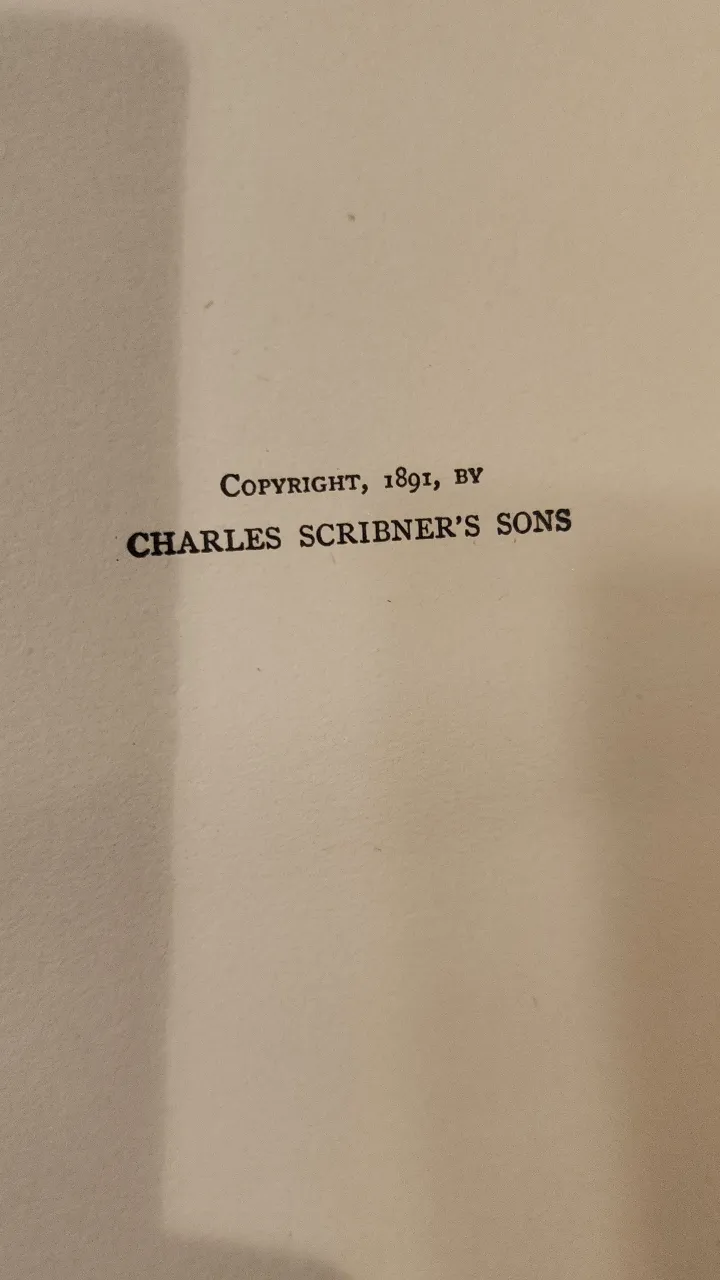 Copyright, 1891, by
CHARLES SCRIBNER'S SONS